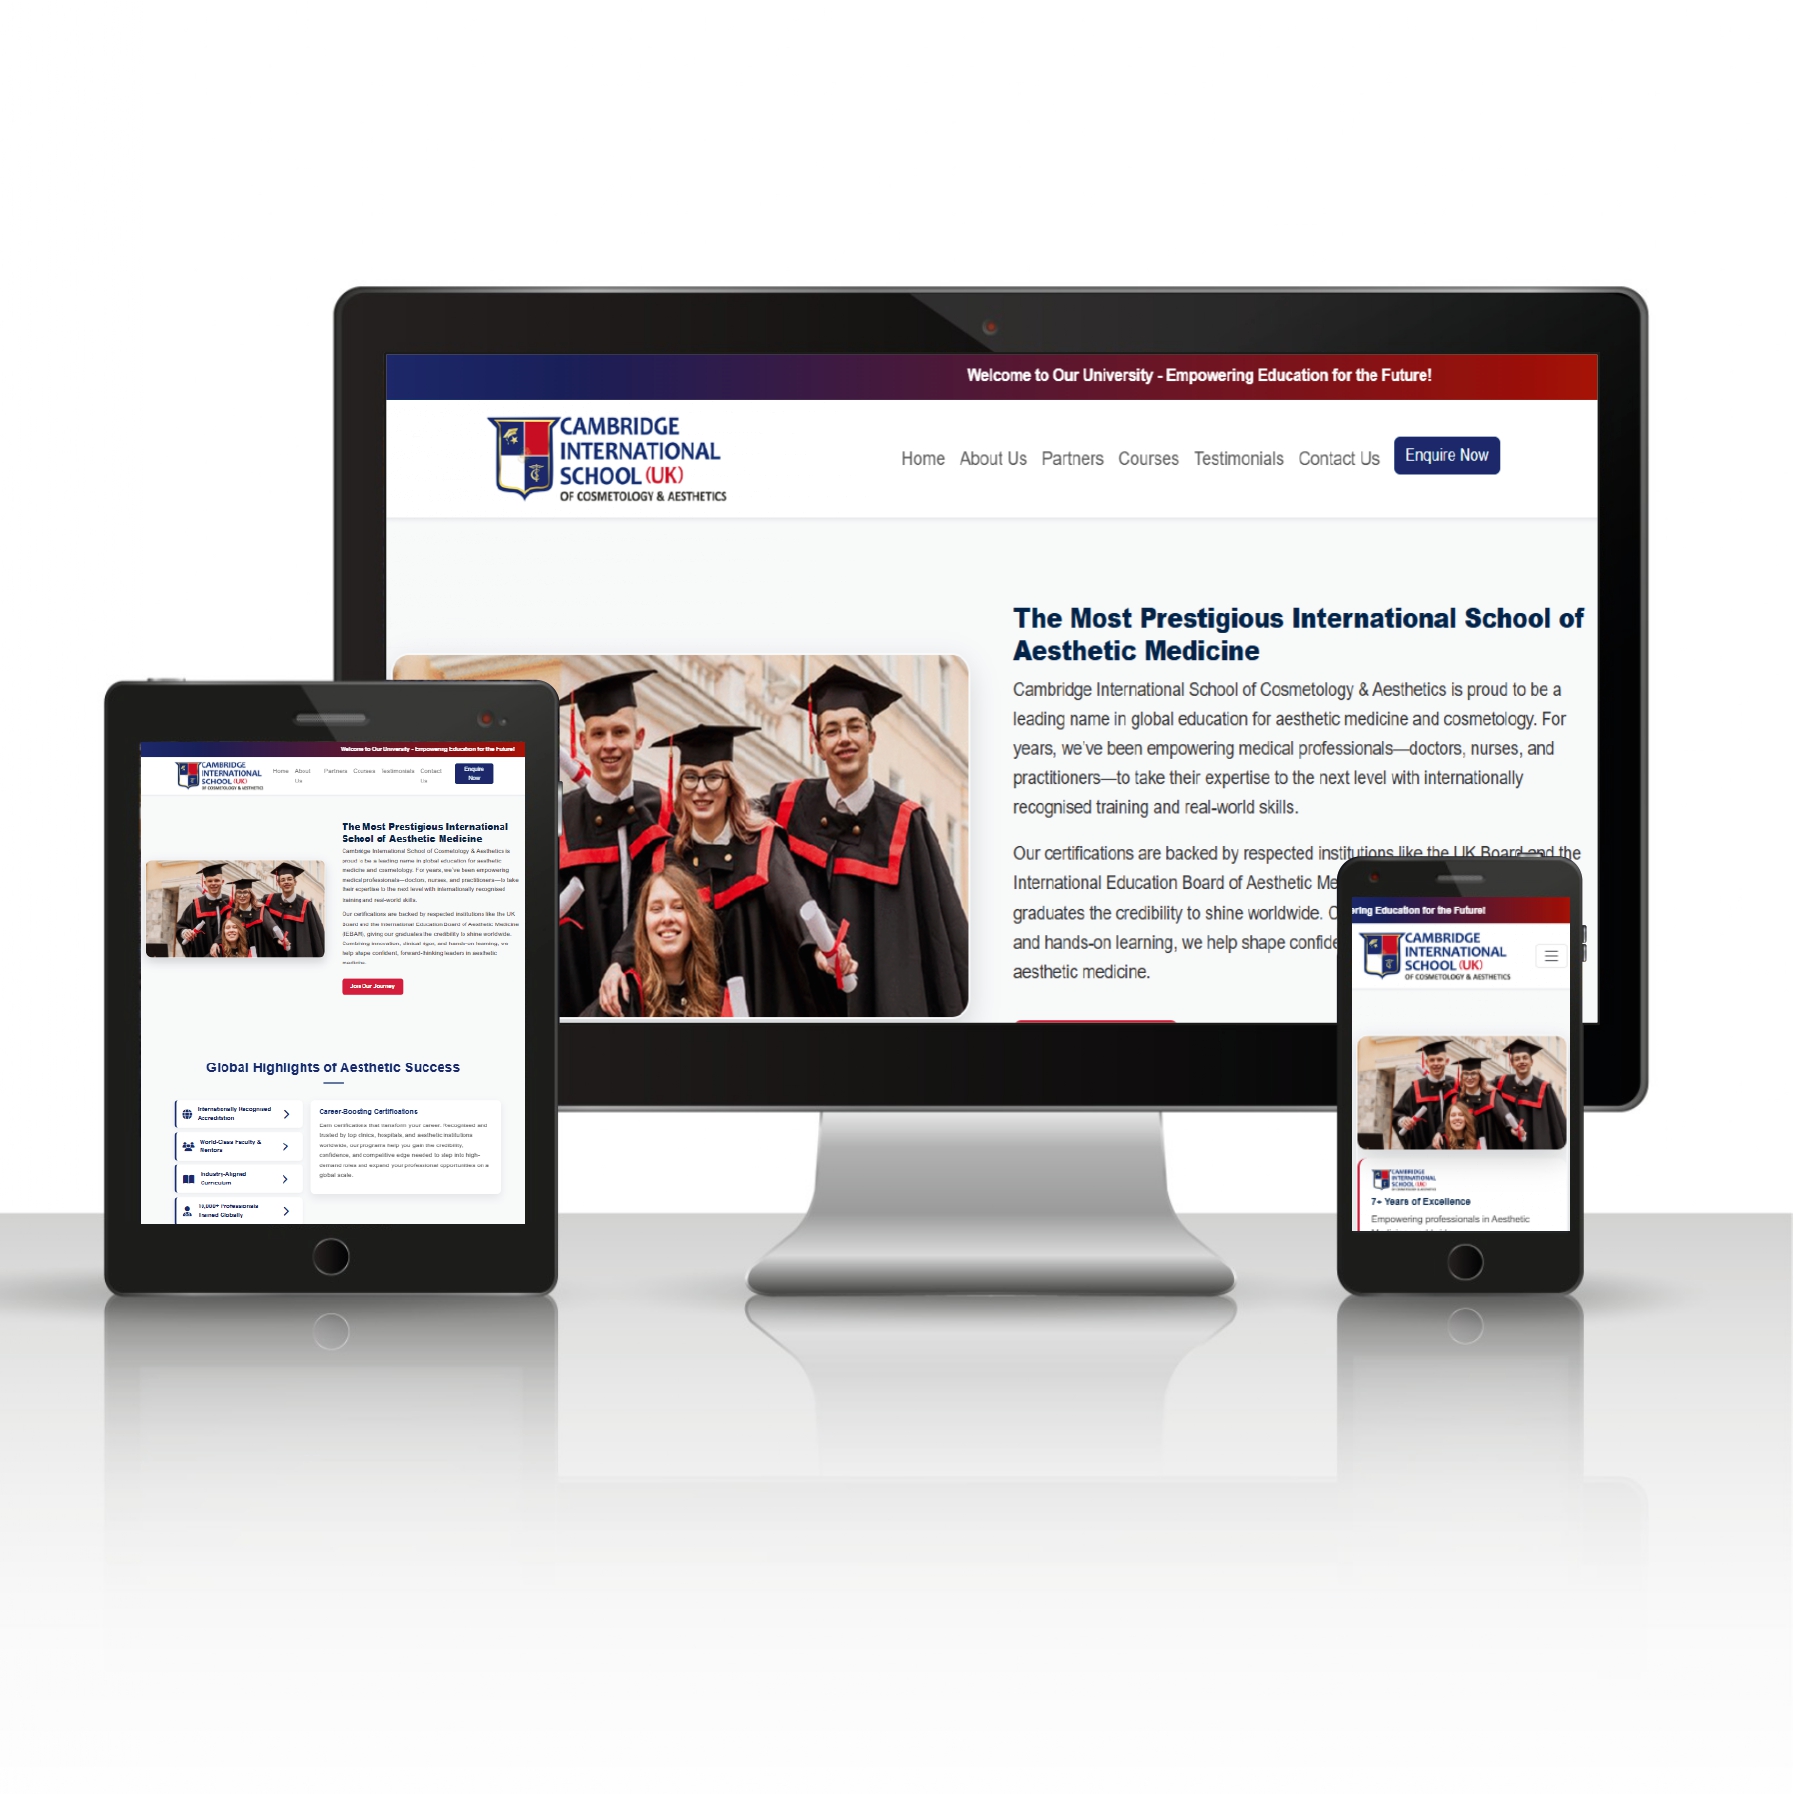 Welcome to Our University - Empowering Education for the Future!
CAMBRIDGE
INTERNATIONAL
SCHOOL (UK)
OF COSMETOLOGY & AESTHETICS
Home About Us Partners Courses Testimonials Contact Us Enquire Now
The Most Prestigious International School of
Aesthetic Medicine
Cambridge International School of Cosmetology & Aesthetics is proud to be a
leading name in global education for aesthetic medicine and cosmetology. For
years, we've been empowering medical professionals—doctors, nurses, and
practitioners—to take their expertise to the next level with internationally
recognised training and real-world skills.
Our certifications are backed by respected institutions like the UK Board and the
International Education Board of Aesthetic Me
graduates the credibility to shine worldwide. C
and hands-on learning, we help shape confide
aesthetic medicine.
Welcome to Our University - Empowering Education for the Future!
CAMBRIDGE
INTERNATIONAL
SCHOOL (UK)
OF COSMETOLOGY & AESTHETICS
Home About Us Partners Courses Testimonials Contact Us Enquire Now
The Most Prestigious International
School of Aesthetic Medicine
Cambridge International School of Cosmetology & Aesthetics is
proud to be a leading name in global education for aesthetic
medicine and cosmetology. For years, we've been empowering
medical professionals—doctors, nurses, and practitioners—to take
their expertise to the next level with internationally recognised
training and real-world skills.
Our certifications are backed by respected institutions like the UK
Board and the International Education Board of Aesthetic Medicine
(IEBAM), giving our graduates the credibility to shine worldwide.
Combining innovation, clinical rigor, and hands-on learning, we
help shape confident, forward-thinking leaders in aesthetic
medicine.
Join Our Journey
Global Highlights of Aesthetic Success
Internationally Recognised
Accreditation
World-Class Faculty &
Mentors
Industry-Aligned
Curriculum
10,000+ Professionals
Trained Globally
Career-Boosting Certifications
Earn certifications that transform your career. Recognised and
trusted by top clinics, hospitals, and aesthetic institutions
worldwide, our programs help you gain the credibility,
confidence, and competitive edge needed to step into high-
demand roles and expand your professional opportunities on a
global scale.
ering Education for the Future!
CAMBRIDGE
INTERNATIONAL
SCHOOL (UK)
OF COSMETOLOGY & AESTHETICS
CAMBRIDGE
INTERNATIONAL
SCHOOL (UK)
OF COSMETOLOGY & AESTHETICS
7+ Years of Excellence
Empowering professionals in Aesthetic